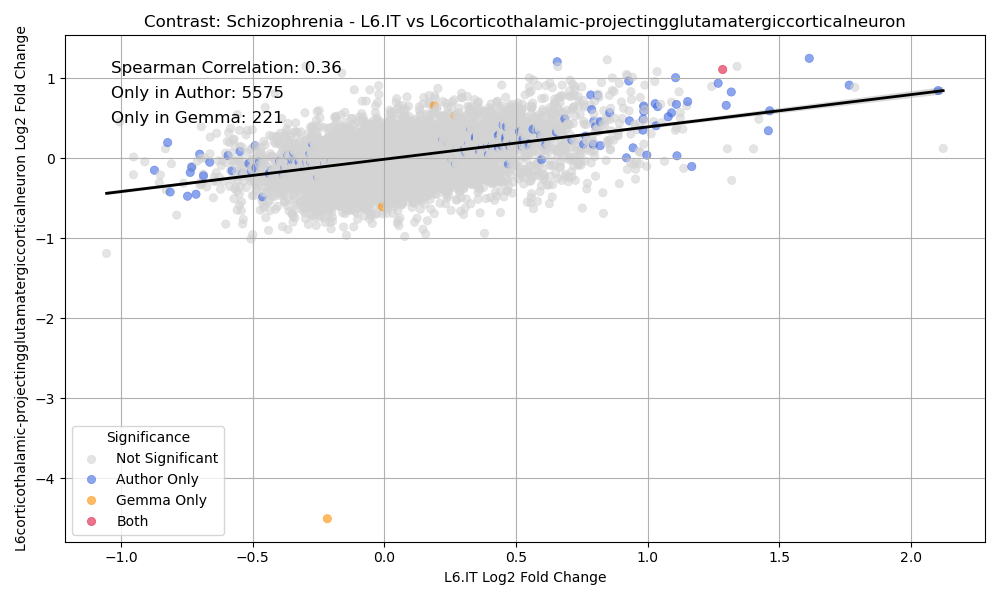 Contrast: Schizophrenia - L6.IT vs L6corticothalamic-projectingglutamatergiccorticalneuron
L6corticothalamic-projectingglutamatergiccorticalneuron Log2 Fold Change
Spearman Correlation: 0.36
Only in Author: 5575
Only in Gemma: 221
1
0
−1
−2
−3
−4
Significance
Not Significant
Author Only
Gemma Only
Both
−1.0 −0.5 0.0 0.5 1.0 1.5 2.0
L6.IT Log2 Fold Change